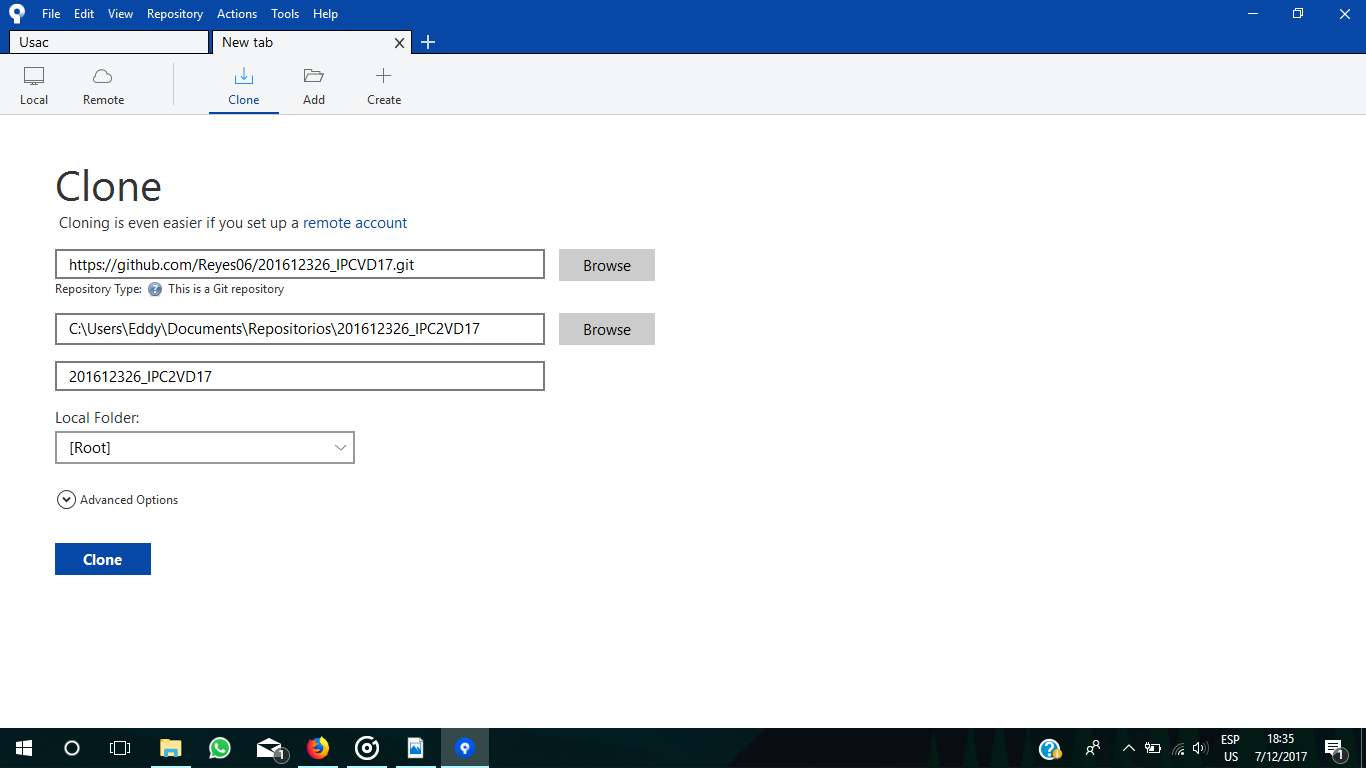 File Edit View Repository Actions Tools Help
Usac
New tab
Local
Remote
Clone
Add
Create
Clone
Cloning is even easier if you set up a remote account
https://github.com/Reyes06/201612326_IPCVD17.git
Browse
Repository Type: ? This is a Git repository
C:\Users\Eddy\Documents\Repositorios\201612326_IPC2VD17
Browse
201612326_IPC2VD17
Local Folder:
[Root]
Advanced Options
Clone
1
?
ESP
US
18:35
7/12/2017
1